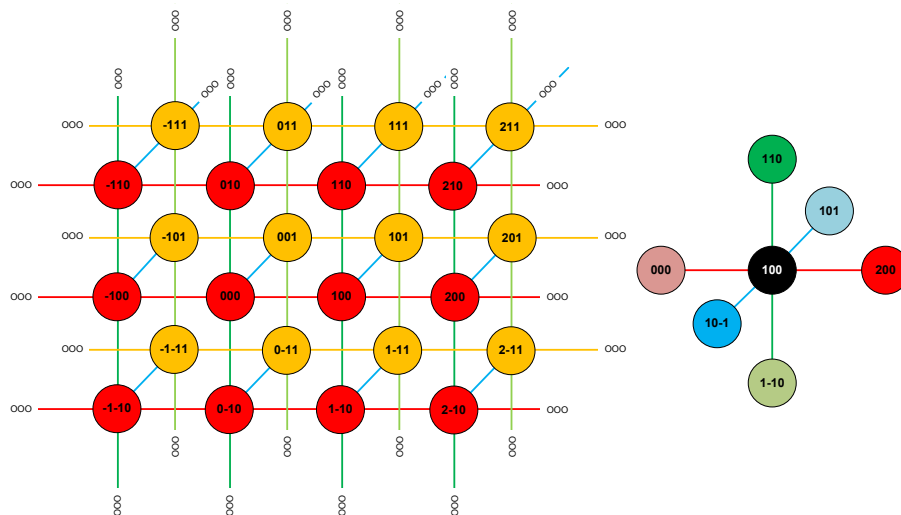 ooo ooo ooo ooo
ooo ooo ooo ooo ooo ooo ooo ooo
ooo -111 011 111 211 ooo
ooo -110 010 110 210 ooo
ooo -101 001 101 201 ooo
ooo -100 000 100 200 ooo
ooo -1-11 0-11 1-11 2-11 ooo
ooo -1-10 0-10 1-10 2-10 ooo
ooo ooo ooo ooo
ooo ooo ooo ooo
110
101
000 100 200
10-1
1-10